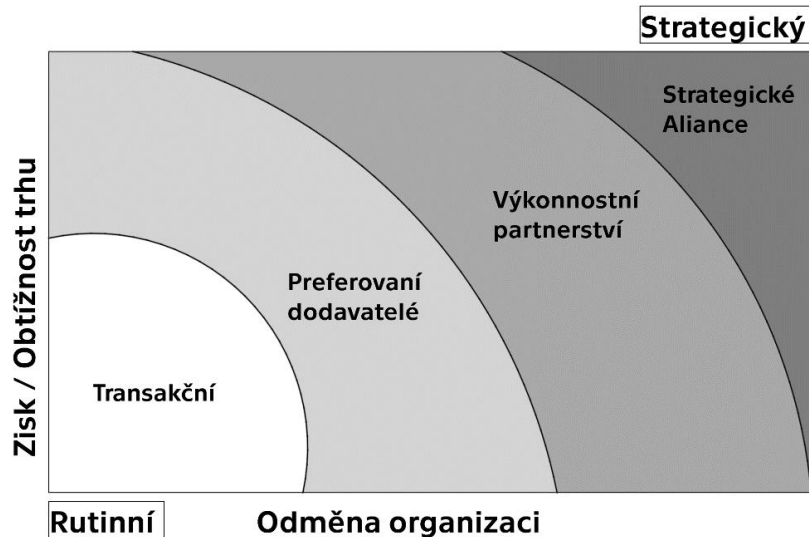 Strategický
Strategické
Aliance
Výkonnostní
partnerství
Preferovaní
dodavatelé
Transakční
Zisk / Obtížnost trhu
Rutinní
Odměna organizaci